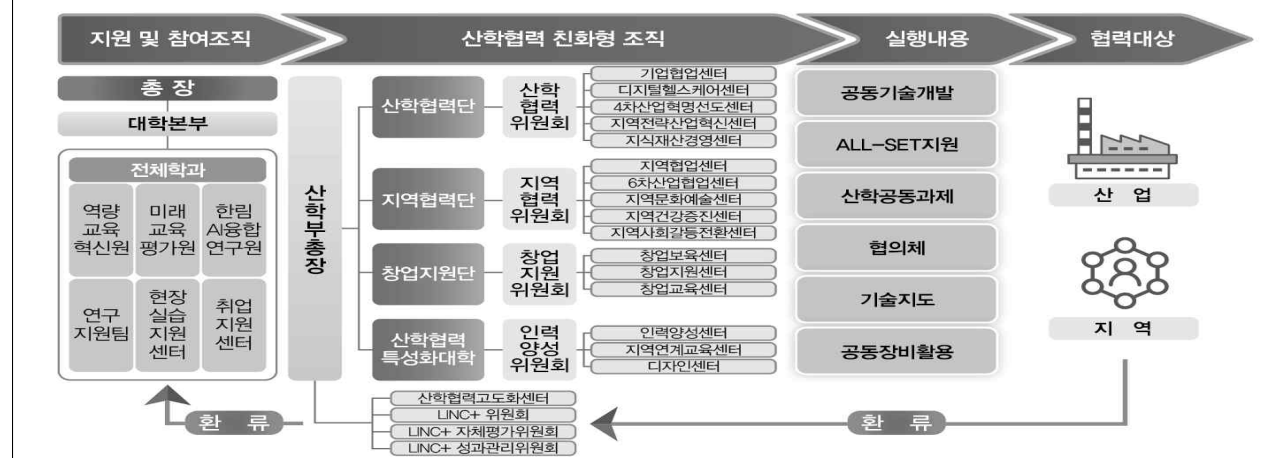 지원 및 참여조직
산학협력 친화형 조직
실행내용
협력대상
총 장
대학본부
전체학과
역량
교육
혁신원
미래
교육
평가원
한림
AI융합
연구원
연구
지원팀
현장
실습
지원
센터
취업
지원
센터
산학부총장
산학협력단
산학
협력
위원회
기업협업센터
디지털헬스케어센터
4차산업혁명선도센터
지역전략산업혁신센터
지식재산경영센터
지역협력단
지역
협력
위원회
지역협업센터
6차산업협업센터
지역문화예술센터
지역건강증진센터
지역사회갈등전환센터
창업지원단
창업
지원
위원회
창업보육센터
창업지원센터
창업교육센터
산학협력
특성화대학
인력
양성
위원회
인력양성센터
지역연계교육센터
디자인센터
산학협력고도화센터
LINC+ 위원회
LINC+ 자체평가위원회
LINC+ 성과관리위원회
공동기술개발
ALL-SET지원
산학공동과제
협의체
기술지도
공동장비활용
산 업
지 역
환 류
환 류